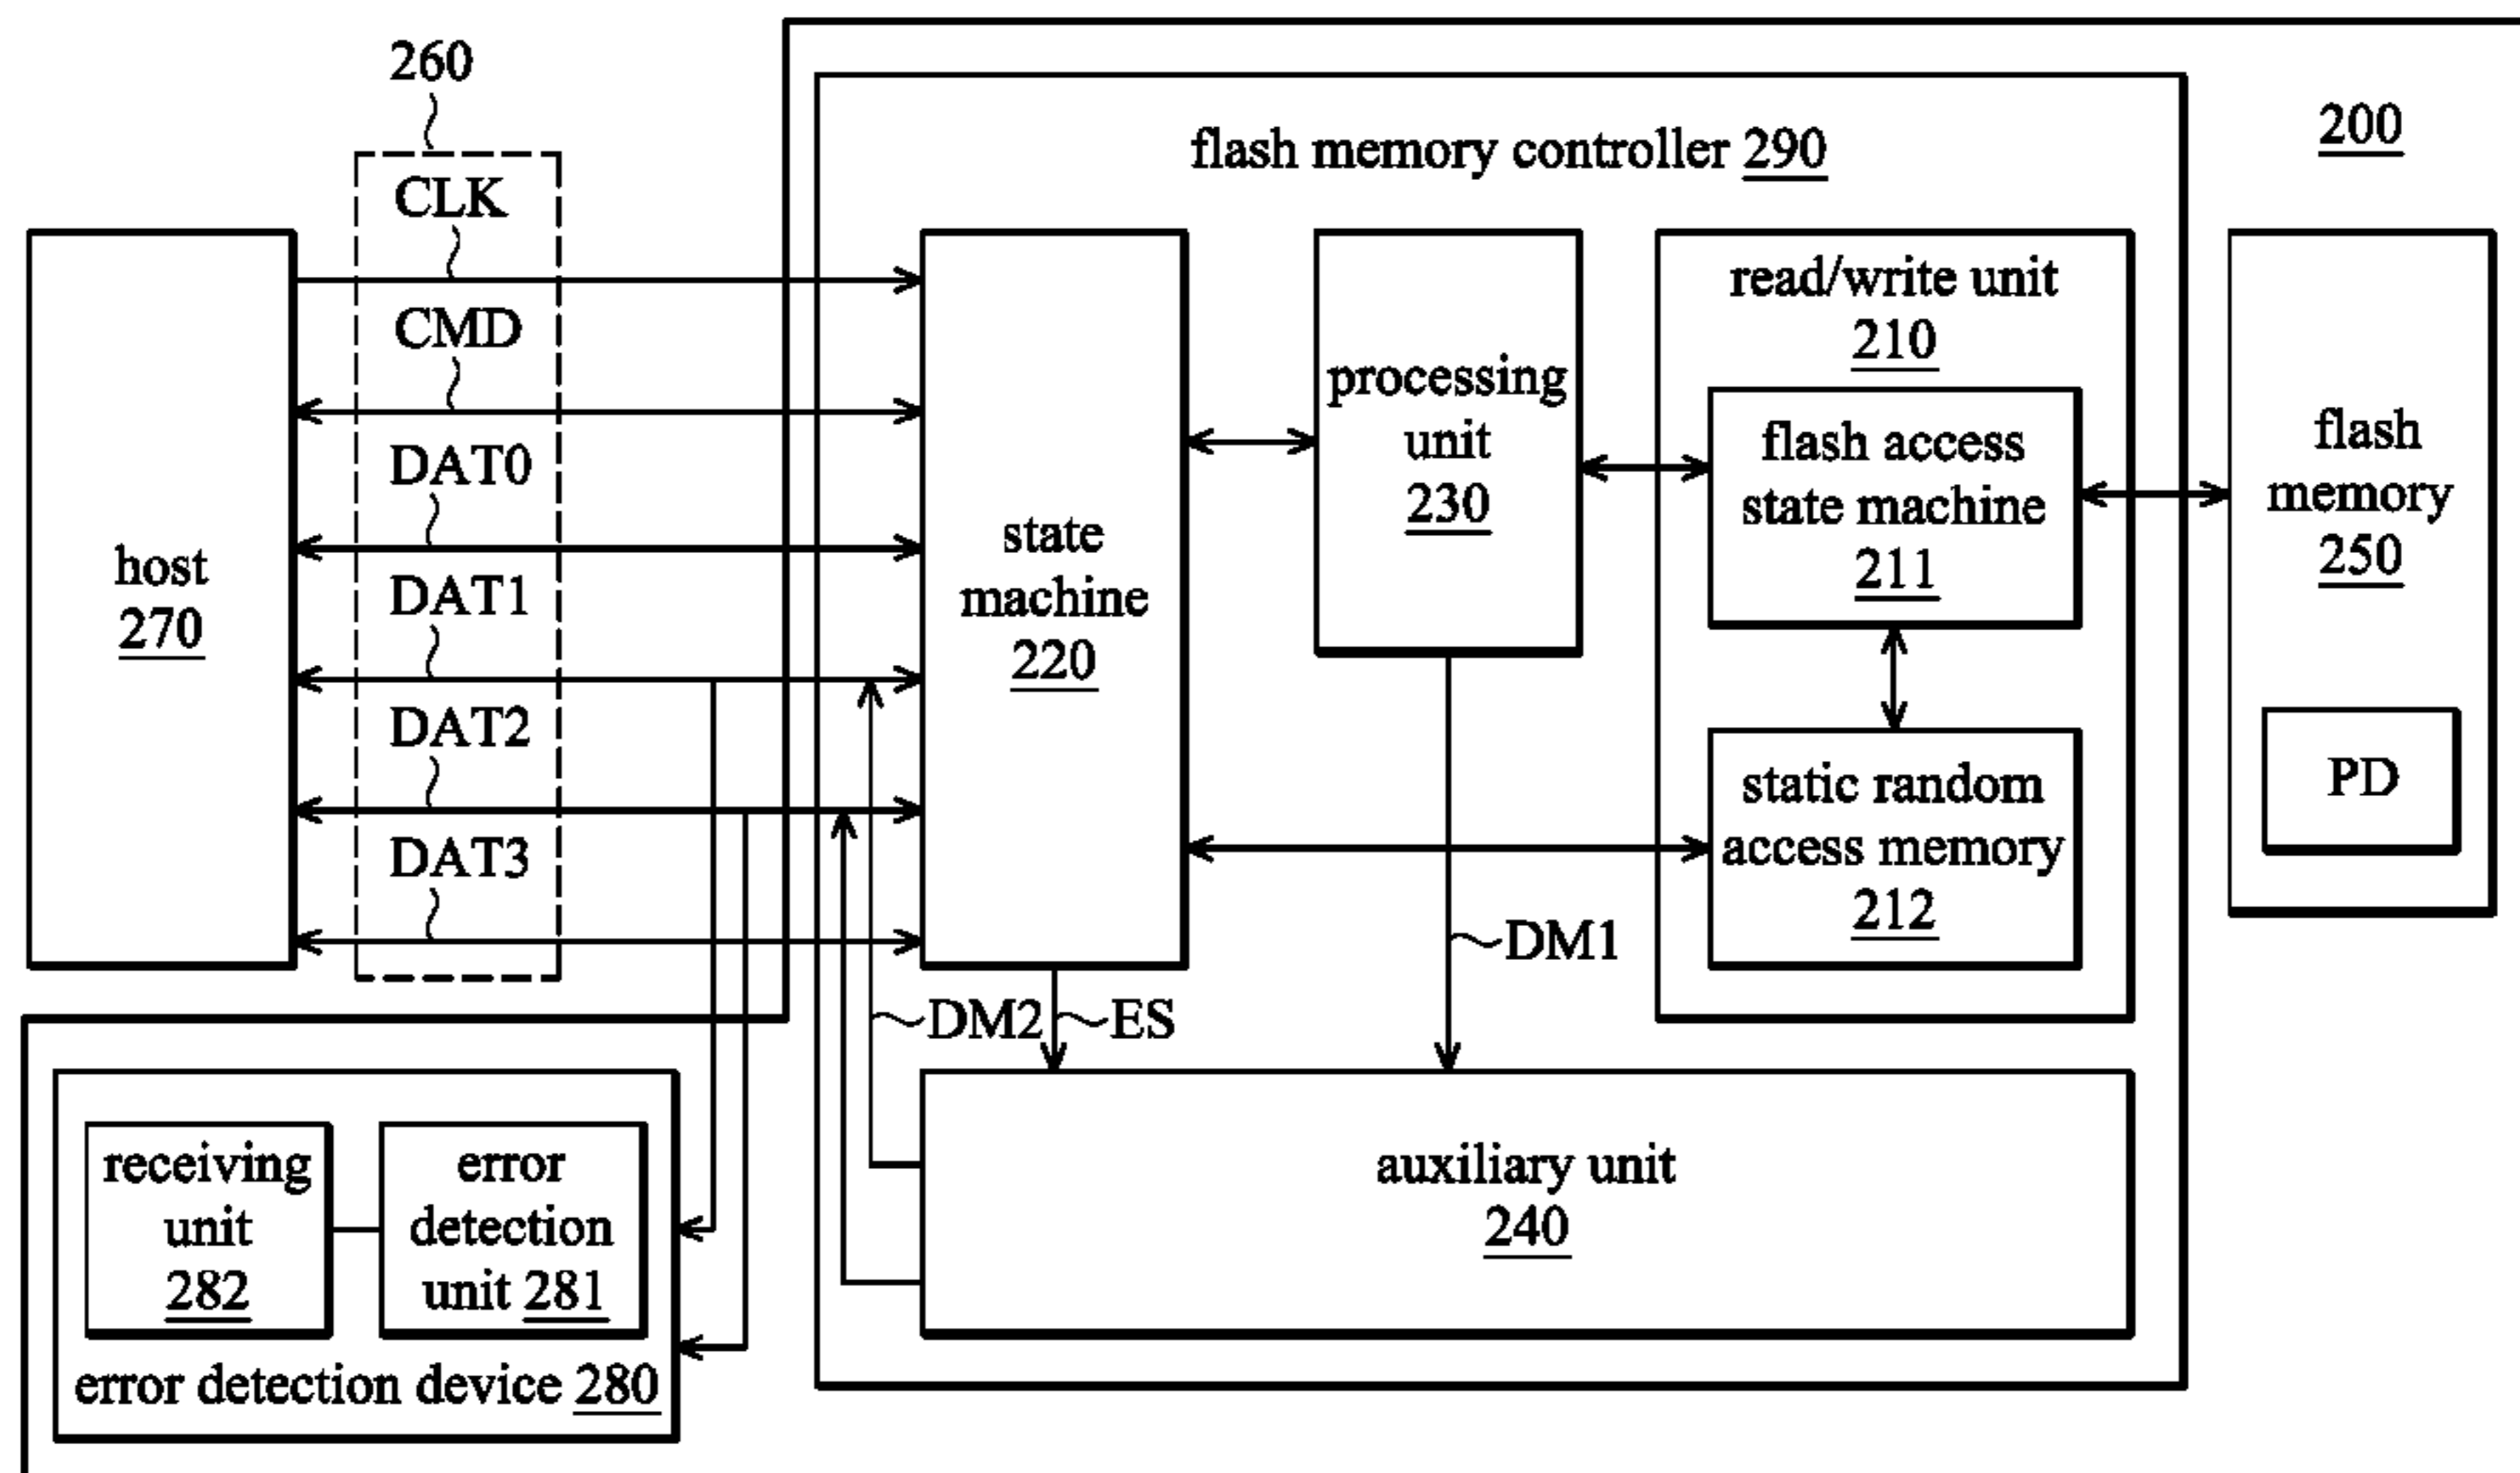 260
CLK
CMD
DAT0
DAT1
DAT2
DAT3
host
270
flash memory controller 290
200
state
machine
220
processing
unit
230
read/write unit
210
flash access
state machine
211
static random
access memory
212
flash
memory
250
PD
DM1
DM2
ES
auxiliary unit
240
receiving
unit
282
error
detection
unit 281
error detection device 280